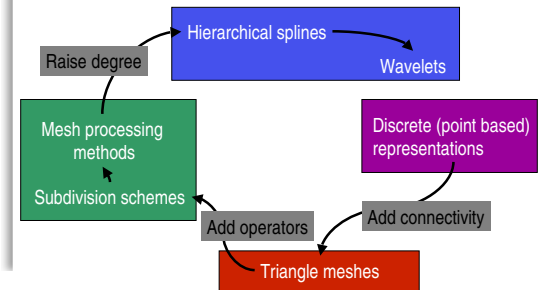 Hierarchical splines
Raise degree
Wavelets
Mesh processing
methods
Discrete (point based)
representations
Subdivision schemes
Add connectivity
Add operators
Triangle meshes